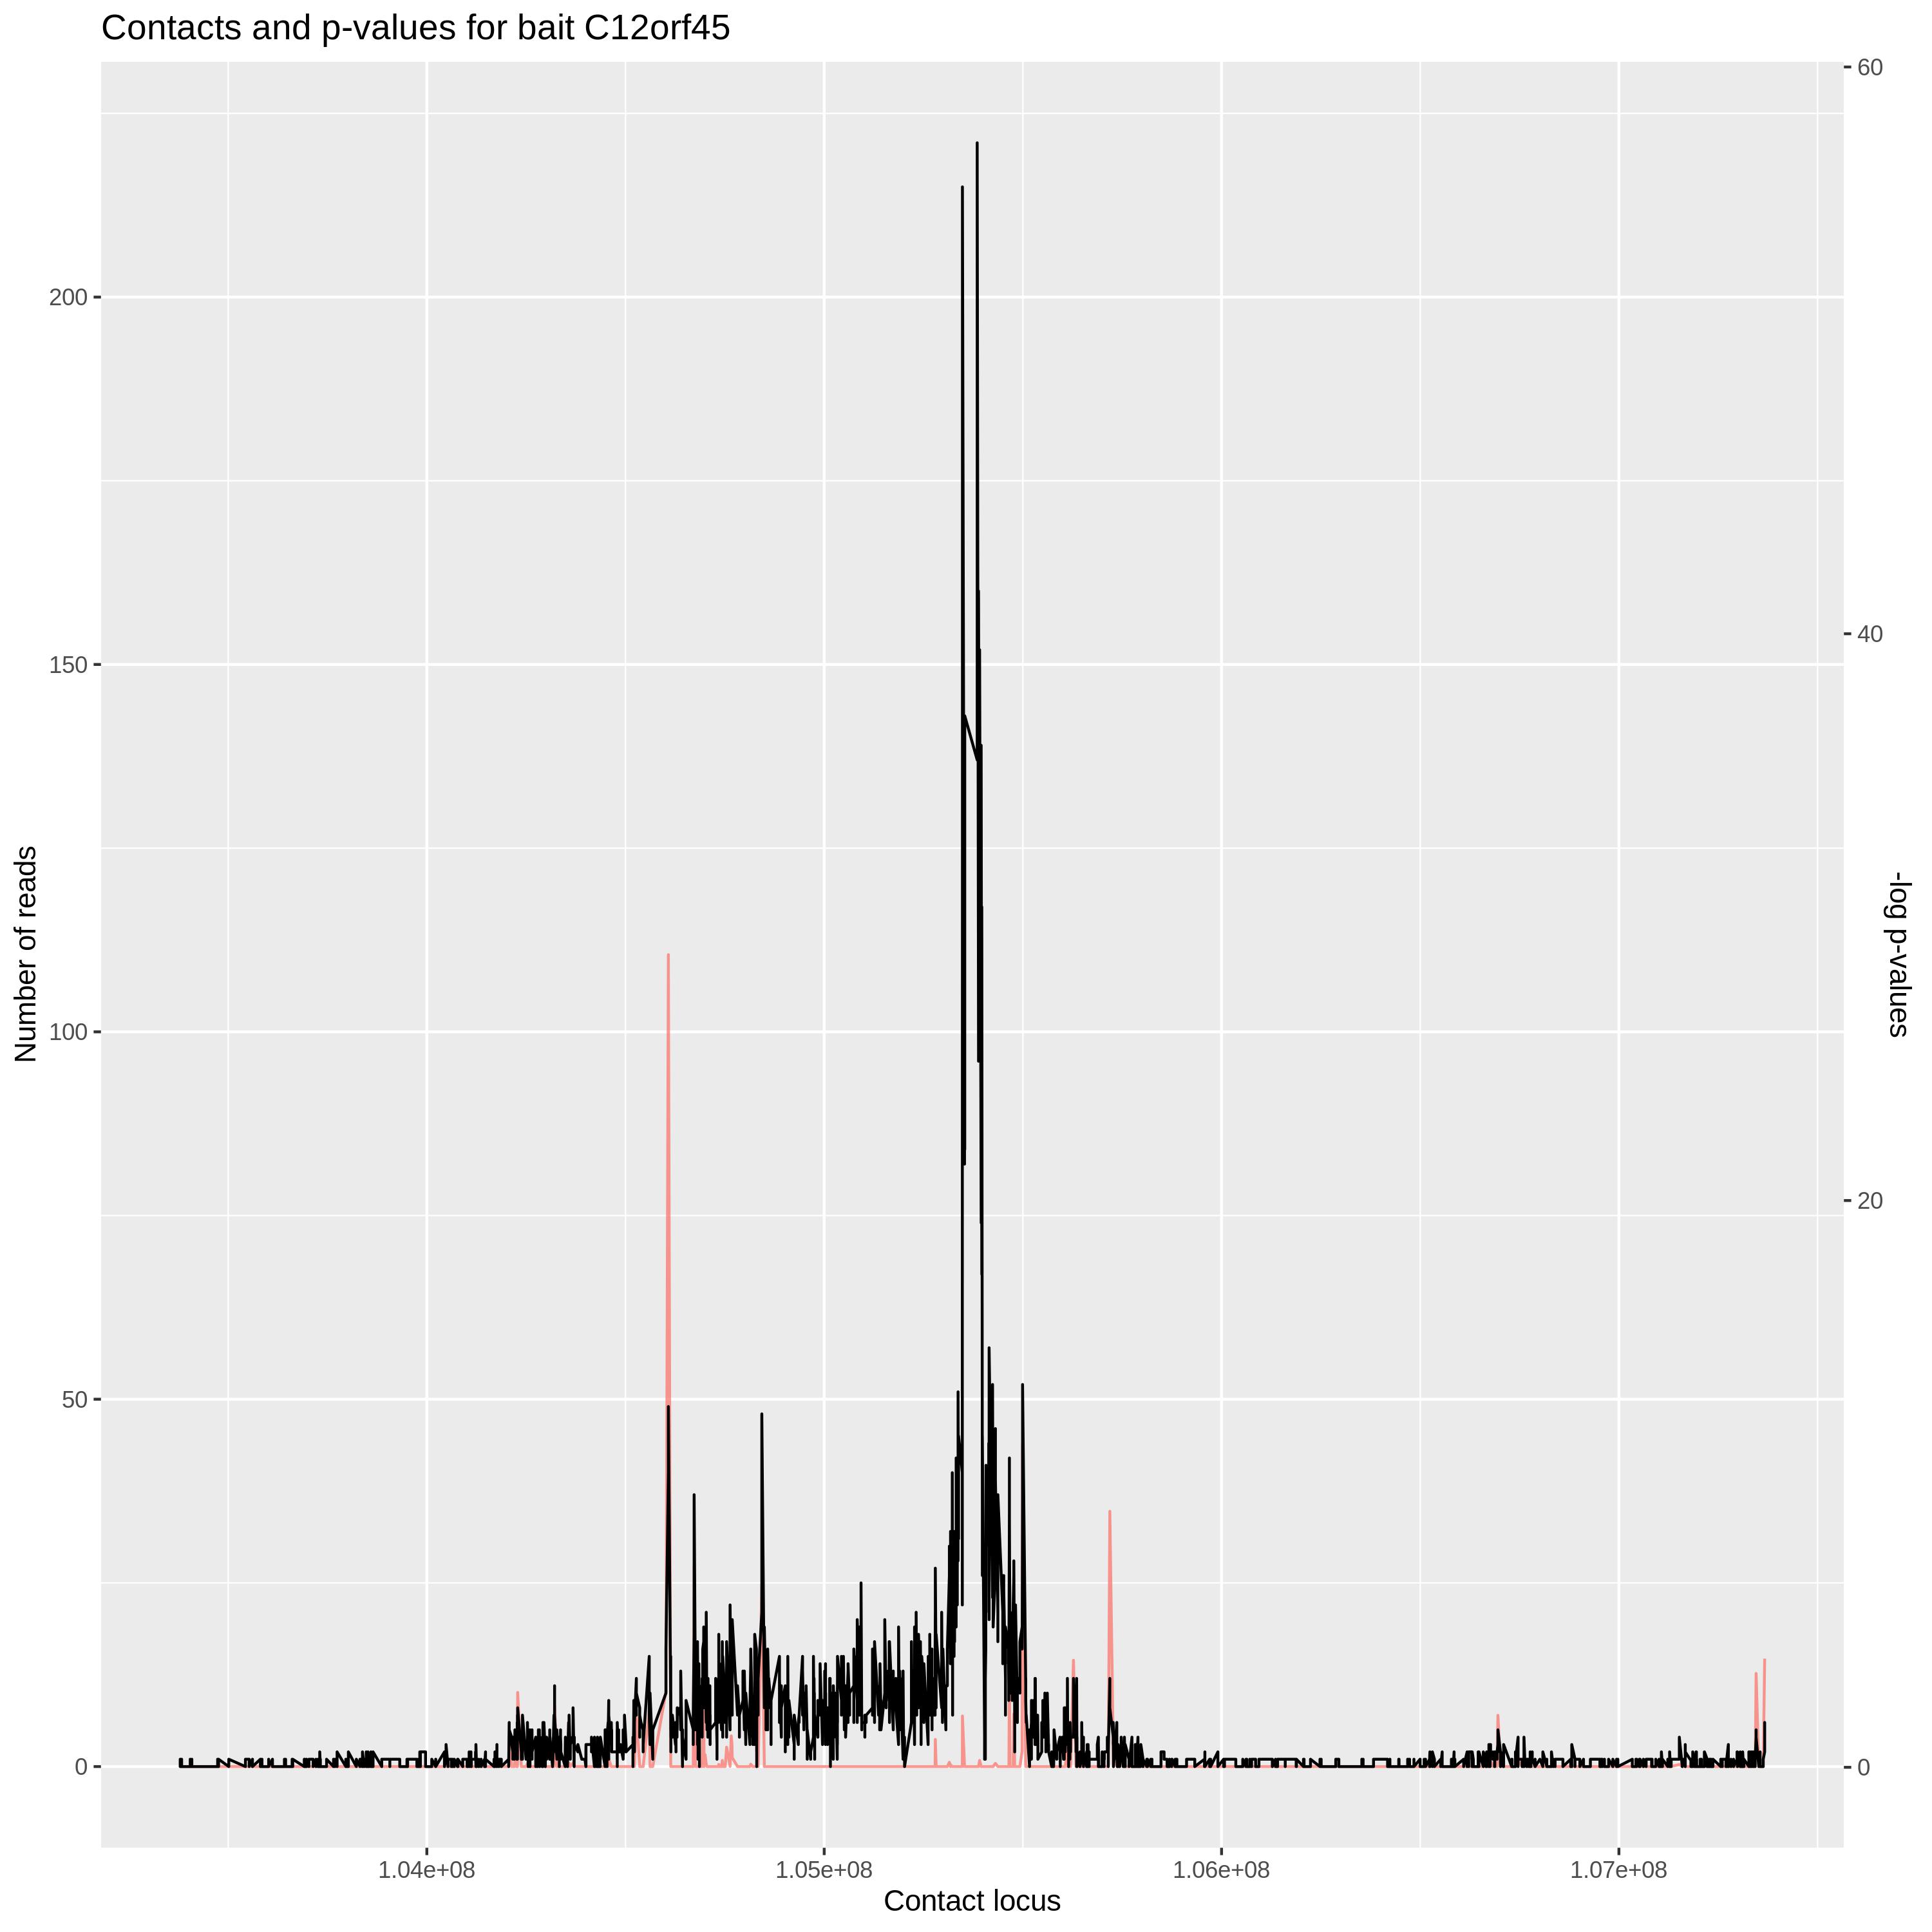 Contacts and p-values for bait C12orf45
60
200
150
40
Number of reads
-log p-values
100
20
50
0
0
1.04e+08
1.05e+08
1.06e+08
1.07e+08
Contact locus